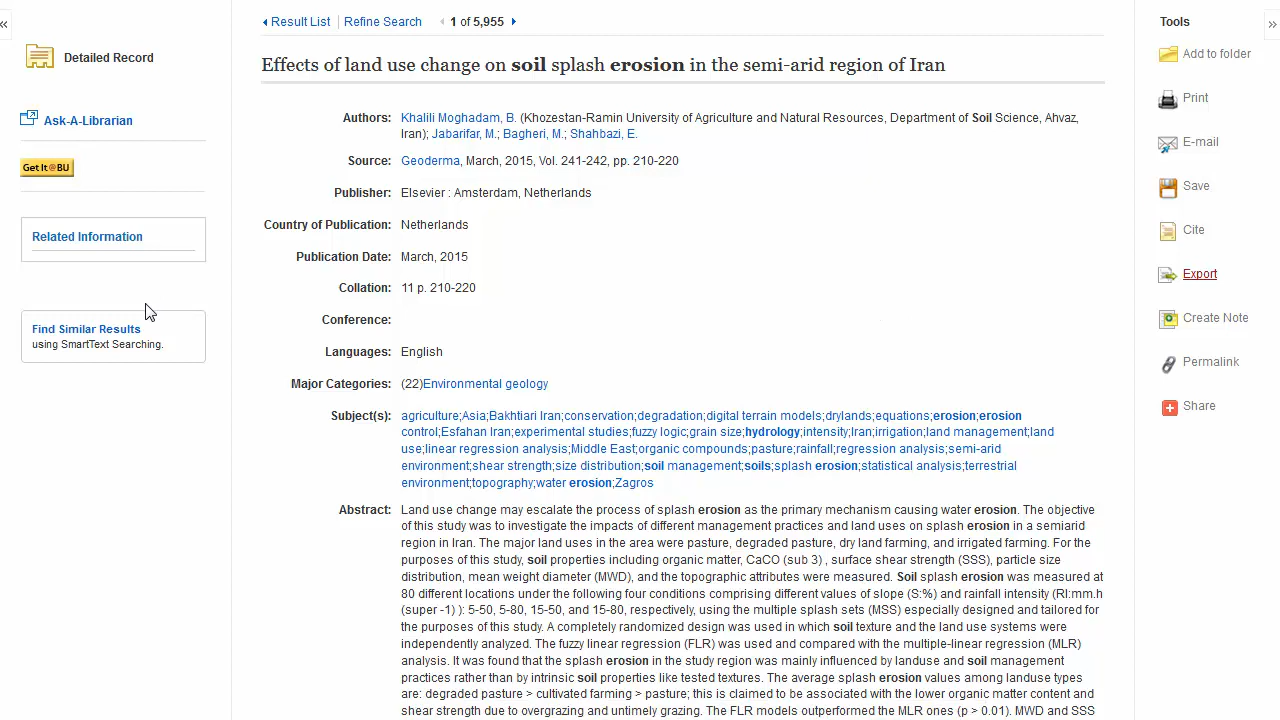 « 
Detailed Record
Ask-A-Librarian
Get It@BU
Related Information
Find Similar Results
using SmartText Searching.
Result List Refine Search 1 of 5,955
Effects of land use change on soil splash erosion in the semi-arid region of Iran
Authors: Khalili Moghadam, B. (Khozestan-Ramin University of Agriculture and Natural Resources, Department of Soil Science, Ahvaz,
Iran); Jabarifar, M.; Bagheri, M.; Shahbazi, E.
Source: Geoderma, March, 2015, Vol. 241-242, pp. 210-220
Publisher: Elsevier : Amsterdam, Netherlands
Country of Publication: Netherlands
Publication Date: March, 2015
Collation: 11 p. 210-220
Conference:
Languages: English
Major Categories: (22)Environmental geology
Subject(s): agriculture;Asia;Bakhtiari Iran;conservation;degradation;digital terrain models;drylands;equations;erosion;erosion
control;Esfahan Iran;experimental studies;fuzzy logic;grain size;hydrology;intensity;Iran;irrigation;land management;land
use;linear regression analysis;Middle East;organic compounds;pasture;rainfall;regression analysis;semi-arid
environment;shear strength;size distribution;soil management;soils;splash erosion;statistical analysis;terrestrial
environment;topography;water erosion;Zagros
Abstract: Land use change may escalate the process of splash erosion as the primary mechanism causing water erosion. The objective
of this study was to investigate the impacts of different management practices and land uses on splash erosion in a semiarid
region in Iran. The major land uses in the area were pasture, degraded pasture, dry land farming, and irrigated farming. For the
purposes of this study, soil properties including organic matter, CaCO (sub 3) , surface shear strength (SSS), particle size
distribution, mean weight diameter (MWD), and the topographic attributes were measured. Soil splash erosion was measured at
80 different locations under the following four conditions comprising different values of slope (S:%) and rainfall intensity (RI:mm.h
(super -1) ): 5-50, 5-80, 15-50, and 15-80, respectively, using the multiple splash sets (MSS) especially designed and tailored for
the purposes of this study. A completely randomized design was used in which soil texture and the land use systems were
independently analyzed. The fuzzy linear regression (FLR) was used and compared with the multiple-linear regression (MLR)
analysis. It was found that the splash erosion in the study region was mainly influenced by landuse and soil management
practices rather than by intrinsic soil properties like tested textures. The average splash erosion values among landuse types
are: degraded pasture > cultivated farming > pasture; this is claimed to be associated with the lower organic matter content and
shear strength due to overgrazing and untimely grazing. The FLR models outperformed the MLR ones (p > 0.01). MWD and SSS
Tools
»
Add to folder
Print
E-mail
Save
Cite
Export
Create Note
Permalink
Share